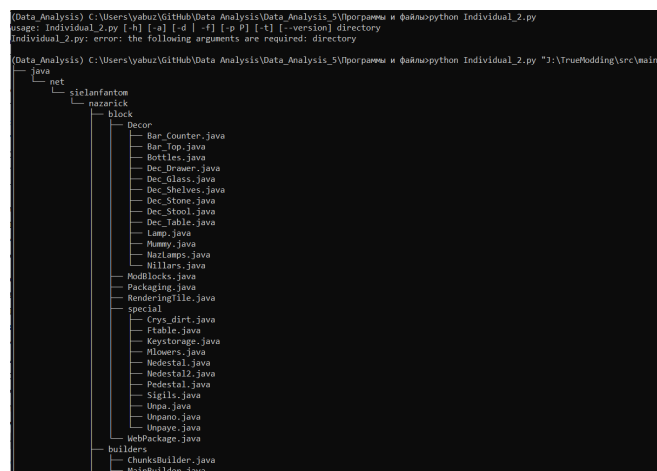 (Data_Analysis) C:\Users\yabuz\GitHub\Data Analysis\Data_Analysis_5\Программы и файлы>python Individual_2.py
usage: Individual_2.py [-h] [-a] [-d | -f] [-p P] [-t] [--version] directory
Individual_2.py: error: the following arguments are required: directory
(Data_Analysis) C:\Users\yabuz\GitHub\Data Analysis\Data_Analysis_5\Программы и файлы>python Individual_2.py "J:\TrueModding\src\main
├── java
└── net
└── sielanfantom
└── nazarick
├── block
├── Decor
├── Bar_Counter.java
├── Bar_Top.java
├── Bottles.java
├── Dec_Drawer.java
├── Dec_Glass.java
├── Dec_Shelves.java
├── Dec_Stone.java
├── Dec_Stool.java
├── Dec_Table.java
├── Lamp.java
├── Mummy.java
├── NazLamps.java
└── Nillars.java
├── ModBlocks.java
├── Packaging.java
├── RenderingTile.java
├── special
├── Crys_dirt.java
├── Ftable.java
├── Keystorage.java
├── Mlowers.java
├── Nedestal.java
├── Nedestal2.java
├── Pedestal.java
├── Sigils.java
├── Unpa.java
├── Unpano.java
└── Unpaye.java
└── WebPackage.java
├── builders
├── ChunksBuilder.java
├── MainBuilder.java